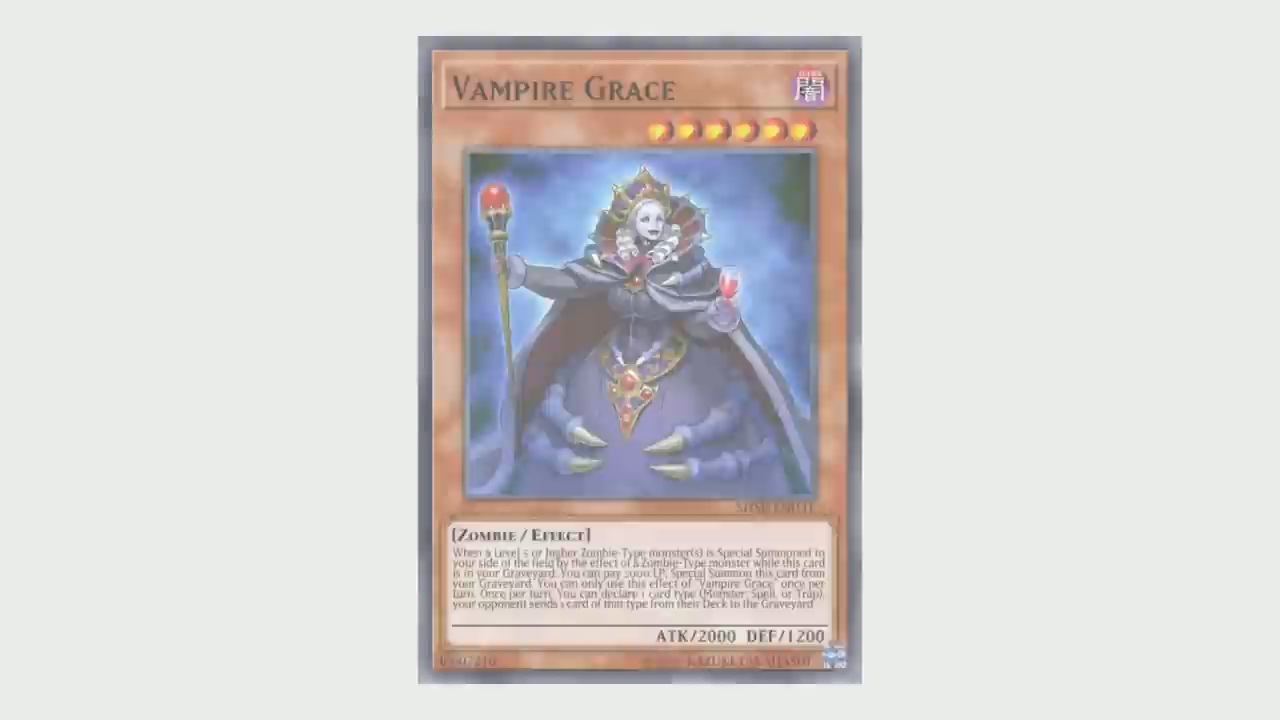 VAMPIRE GRACE
闇
[ZOMBIE / EFFECT]
When a Level 5 or higher Zombie-Type monster(s) is Special Summoned to
your side of the field by the effect of a Zombie-Type monster while this card
is in your Graveyard: You can pay 2000 LP; Special Summon this card from
your Graveyard. You can only use this effect of "Vampire Grace" once per
turn. Once per turn: You can declare 1 card type (Monster, Spell, or Trap);
your opponent sends 1 card of that type from their Deck to the Graveyard.
ATK/2000 DEF/1200